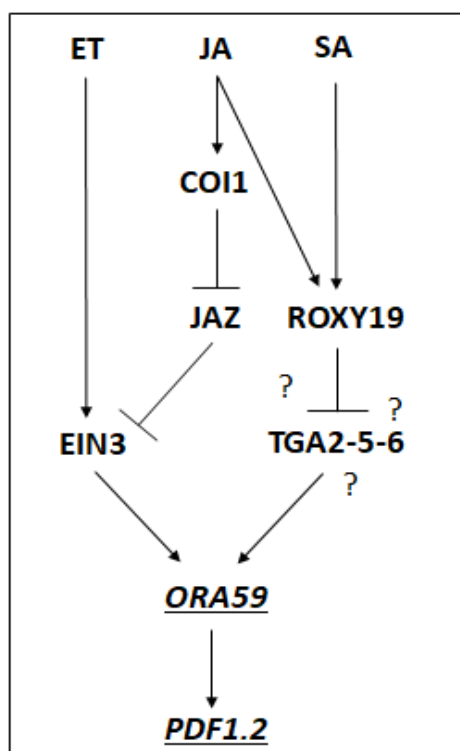 ET JA SA
COI1
JAZ ROXY19
? ?
EIN3 TGA2-5-6
?
ORA59
PDF1.2